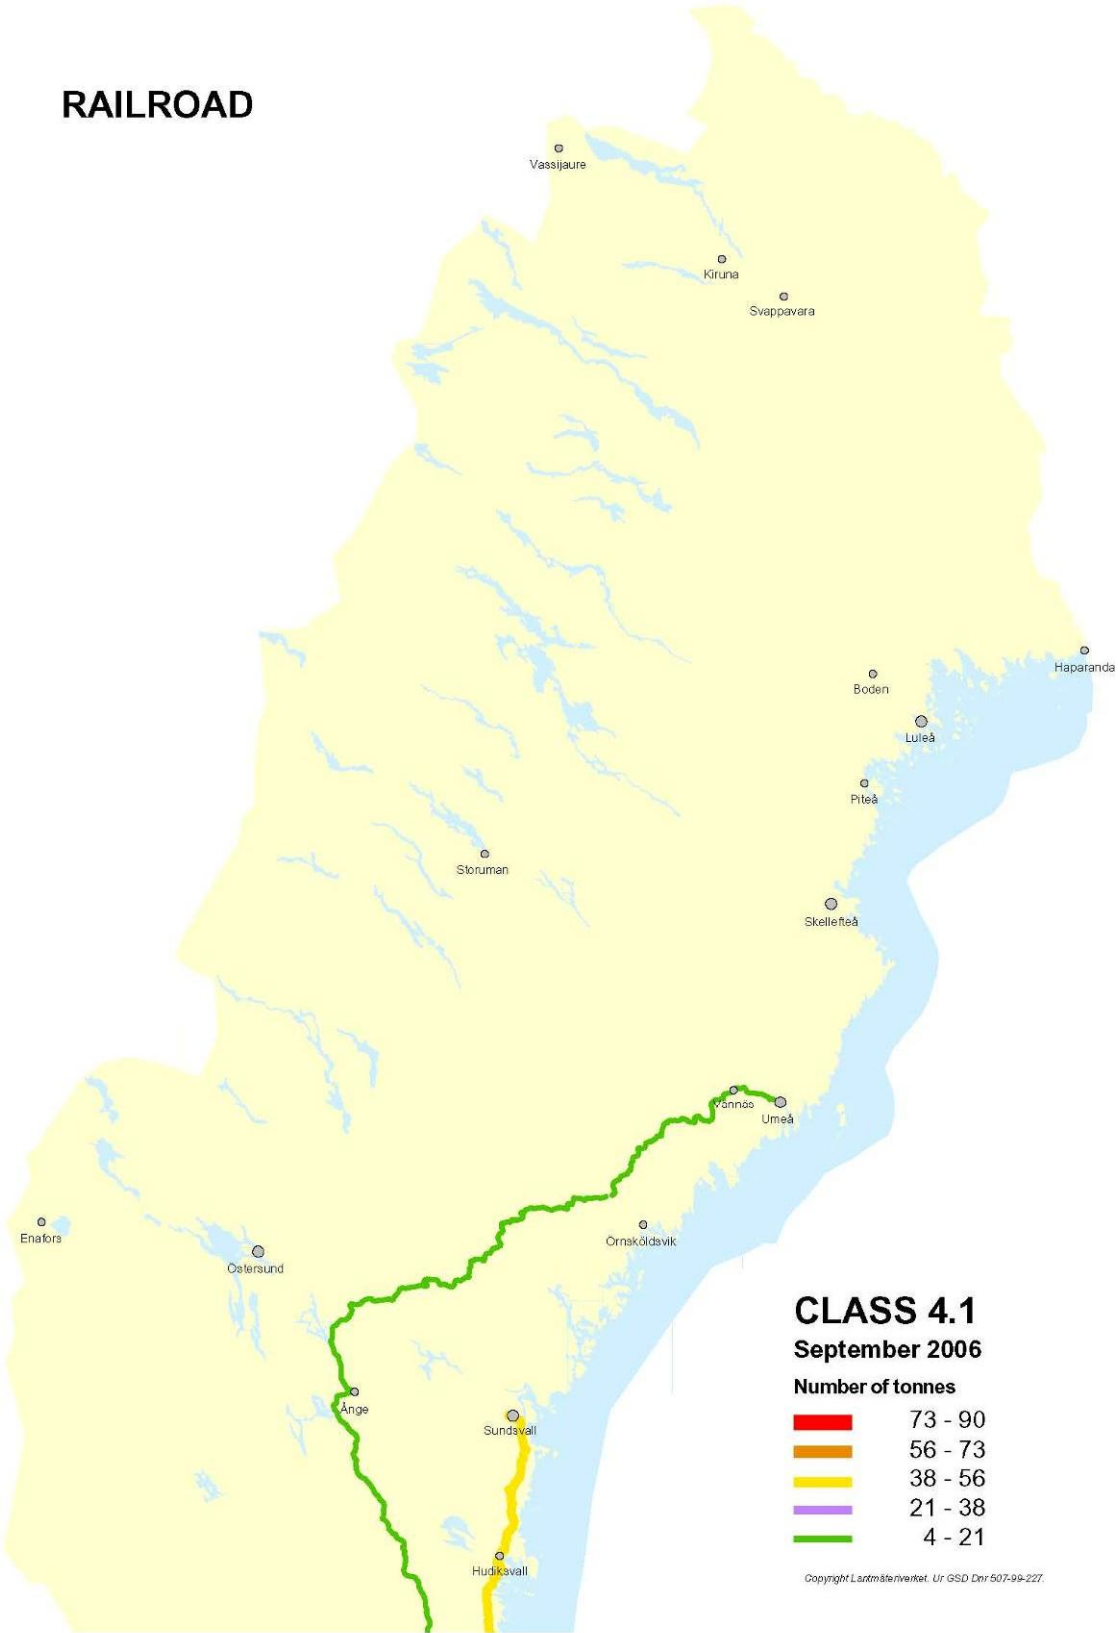 RAILROAD
Vassijaure
Kiruna
Svappavara
Haparanda
Boden
Luleå
Piteå
Storuman
Skellefteå
Vännäs
Umeå
Enafors
Örnsköldsvik
Östersund
CLASS 4.1
September 2006
Number of tonnes
Ånge
Sundsvall
73 - 90
56 - 73
38 - 56
21 - 38
4 - 21
Hudiksvall
Copyright Lantmäteriverket. Ur GSD Dnr 507-99-227.